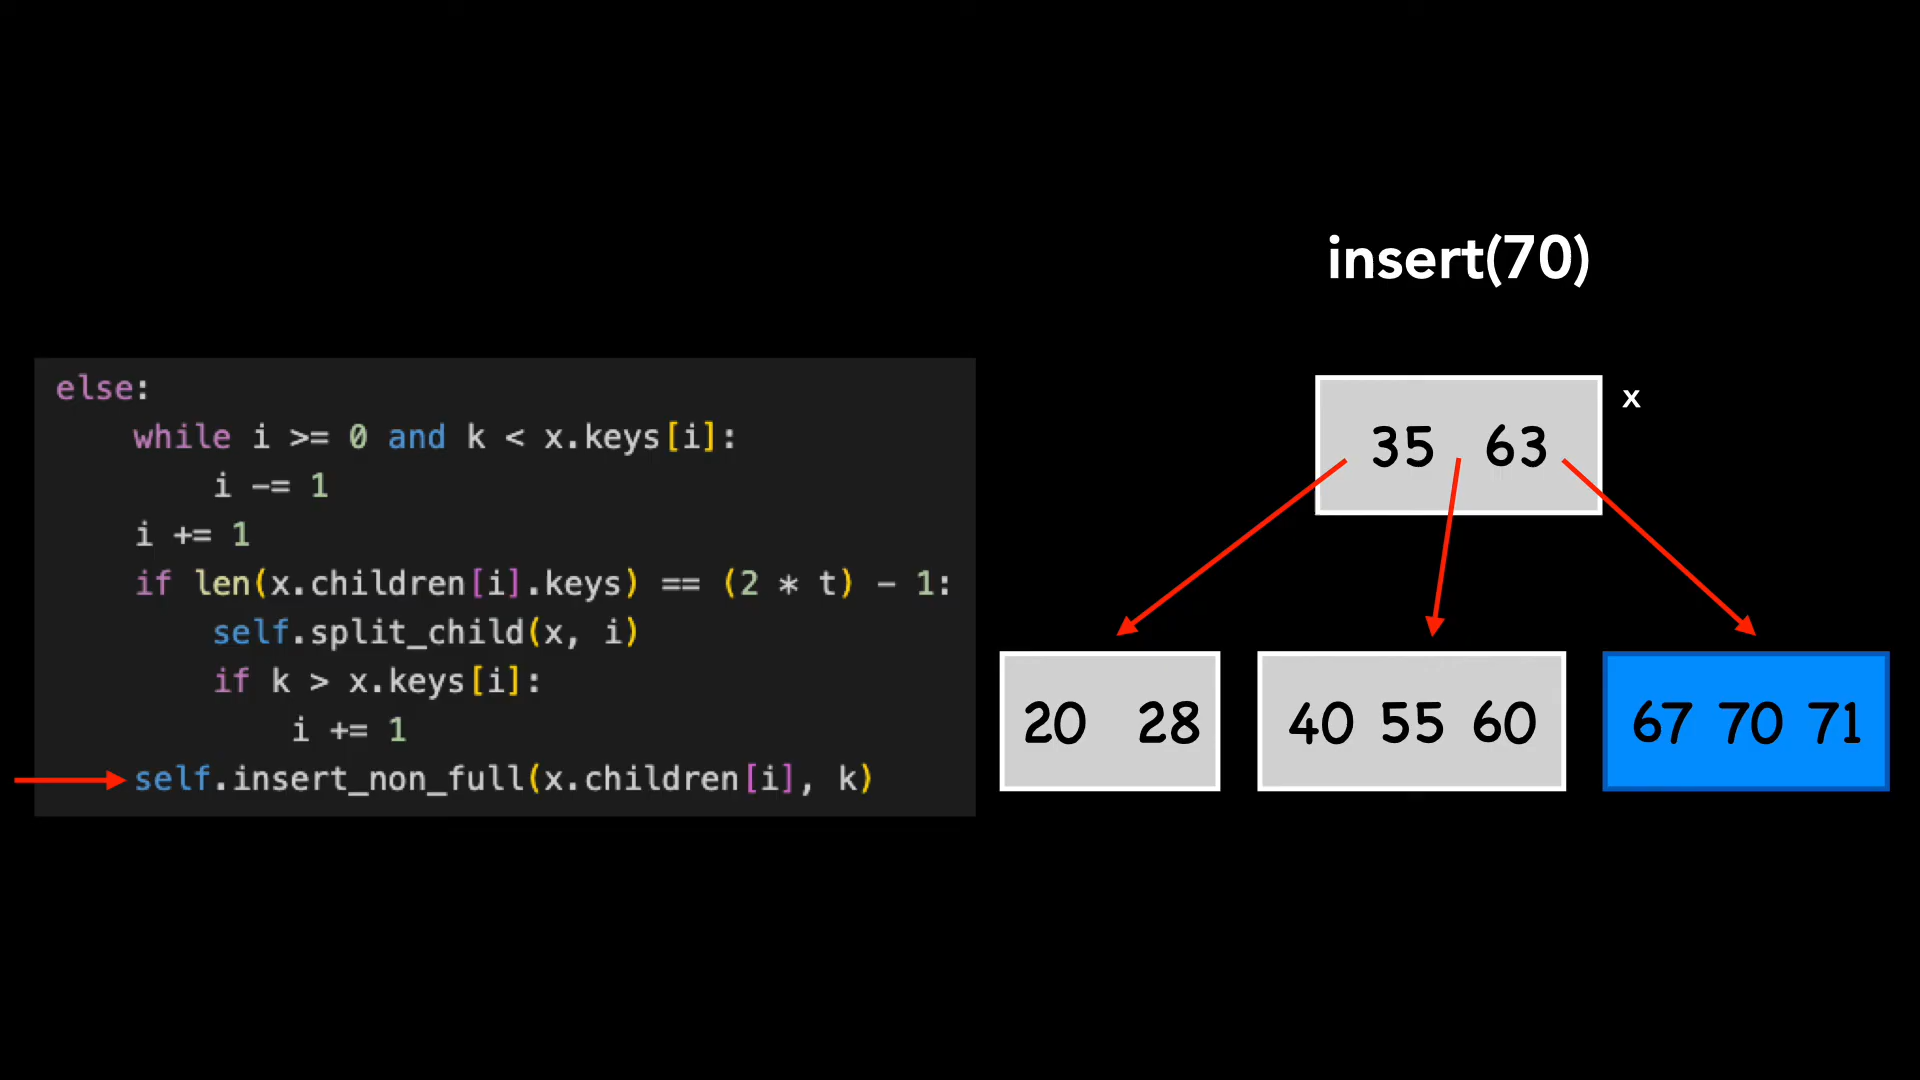 else:
    while i >= 0 and k < x.keys[i]:
        i -= 1
    i += 1
    if len(x.children[i].keys) == (2 * t) - 1:
        self.split_child(x, i)
        if k > x.keys[i]:
            i += 1
    self.insert_non_full(x.children[i], k)
insert(70)
x
35 63
20 28
40 55 60
67 70 71